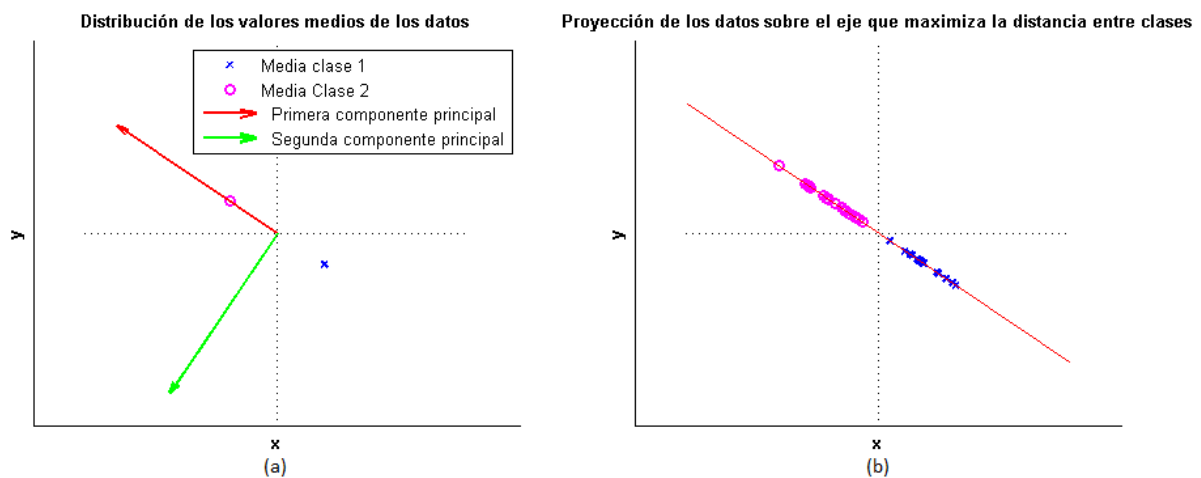 Distribución de los valores medios de los datos
Media clase 1
Media Clase 2
Primera componente principal
Segunda componente principal
y
x
(a)
Proyección de los datos sobre el eje que maximiza la distancia entre clases
y
x
(b)